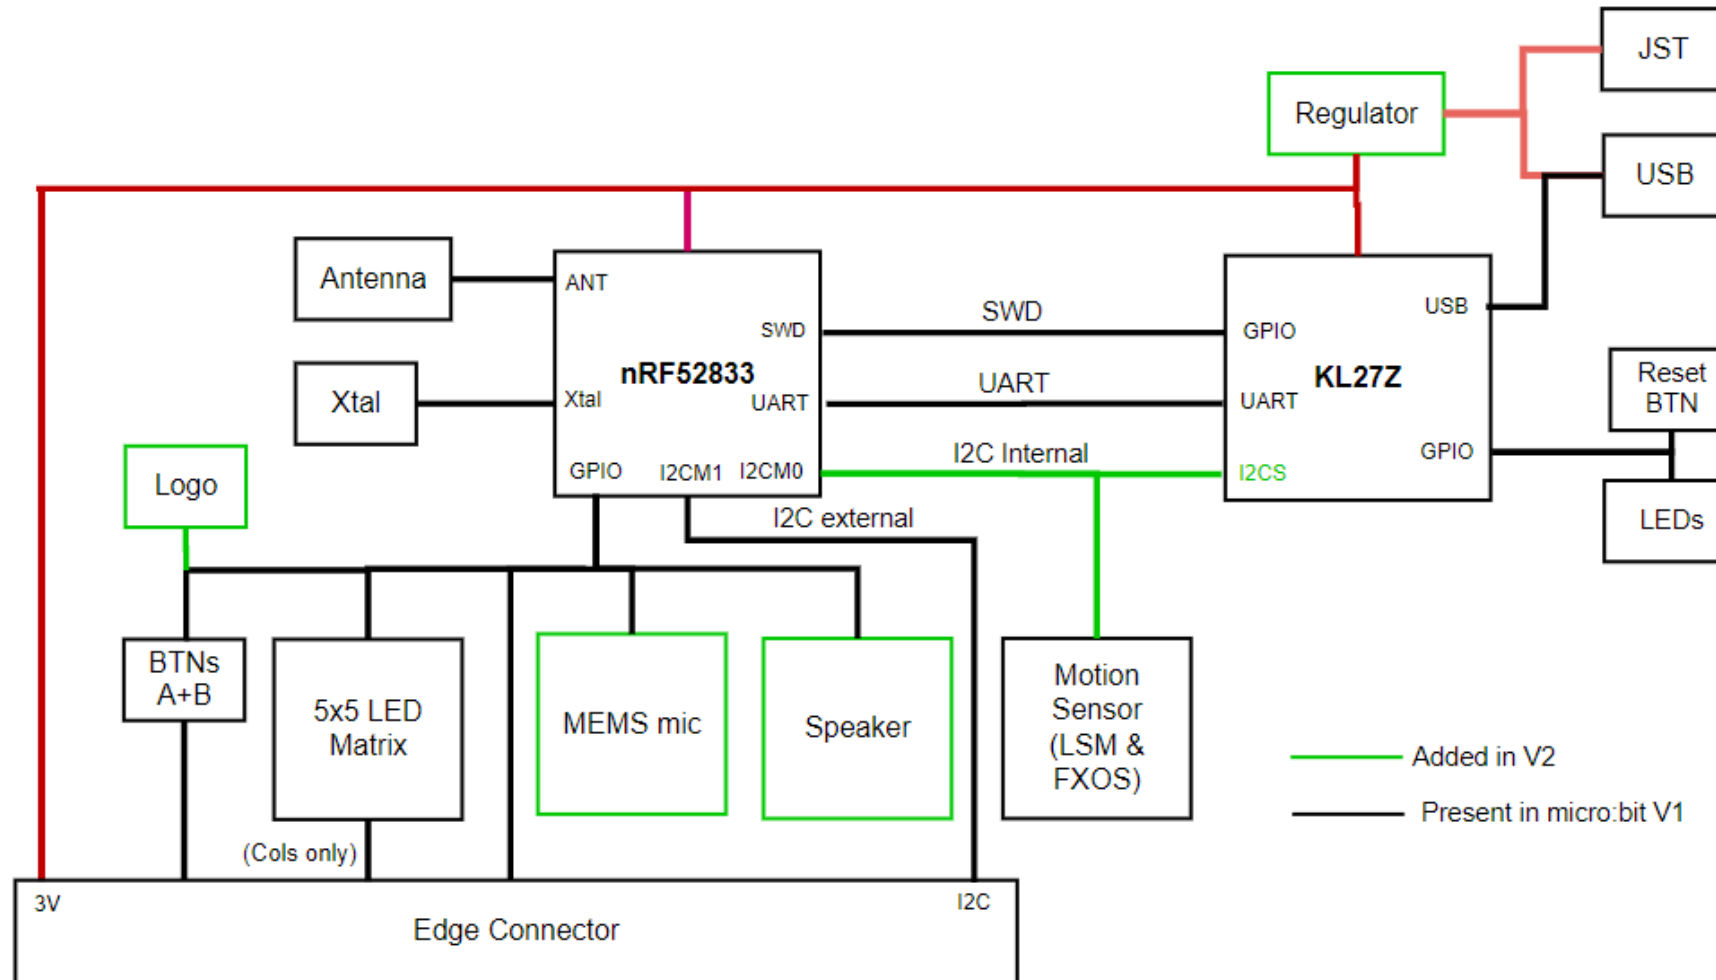 JST
Regulator
USB
Antenna
ANT
SWD
SWD
GPIO
USB
nRF52833
KL27Z
Xtal
Xtal
UART
UART
UART
Reset
BTN
GPIO
I2CM1
I2CM0
I2C Internal
I2CS
GPIO
Logo
I2C external
LEDs
BTNs
A+B
5x5 LED
Matrix
MEMS mic
Speaker
Motion
Sensor
(LSM &
FXOS)
Added in V2
Present in micro:bit V1
(Cols only)
3V
I2C
Edge Connector